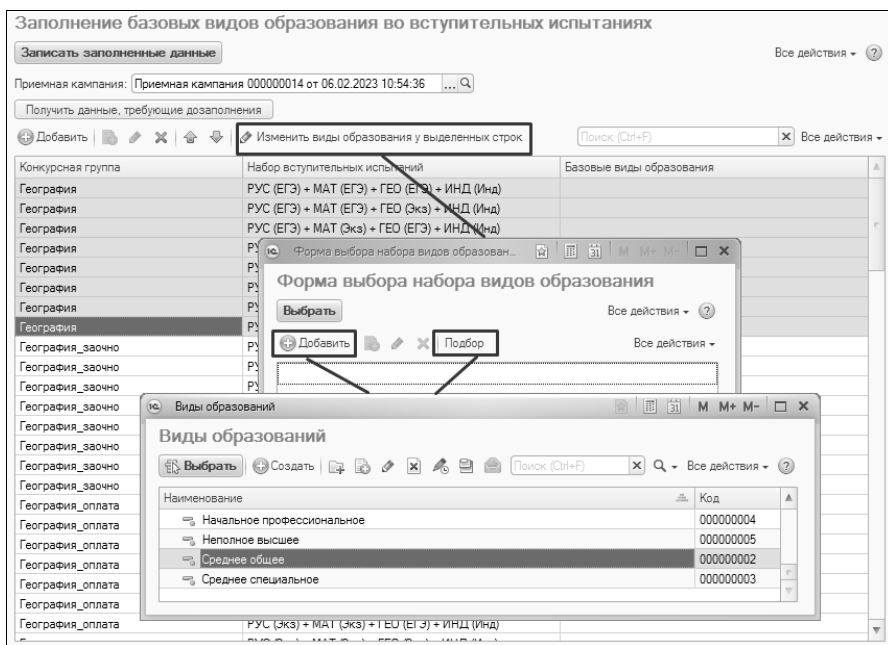 Заполнение базовых видов образования во вступительных испытаниях
Записать заполненные данные
Все действия
?
Приемная кампания: Приемная кампания 000000014 от 06.02.2023 10:54:36 ...
Получить данные, требующие дозаполнения
Добавить
Изменить виды образования у выделенных строк
Поиск (Ctrl+F)
Все действия
Конкурсная группа Набор вступительных испытаний Базовые виды образования
География РУС (ЕГЭ) + МАТ (ЕГЭ) + ГЕО (ЕГЭ) + ИНД (Инд)
География РУС (ЕГЭ) + МАТ (ЕГЭ) + ГЕО (Экз) + ИНД (Инд)
География РУС (ЕГЭ) + МАТ (Экз) + ГЕО (ЕГЭ) + ИНД (Инд)
География
География
География
География
География
География_заочно
География_заочно
География_заочно
География_заочно
География_заочно
География_заочно
География_заочно
География_заочно
География_оплата
География_оплата
География_оплата
География_оплата
География_оплата
География_оплата
География_оплата РУС (Экз) + МАТ (Экз) + ГЕО (ЕГЭ) + ИНД (Инд)
1С Форма выбора набора видов образован...
31 M M+ M-
Форма выбора набора видов образования
Выбрать
Все действия
?
Добавить
Подбор
Все действия
1С Виды образований
31 M M+ M-
Виды образований
Выбрать
Создать
Поиск (Ctrl+F)
Все действия
?
Наименование Код
Начальное профессиональное 000000004
Неполное высшее 000000005
Среднее общее 000000002
Среднее специальное 000000003